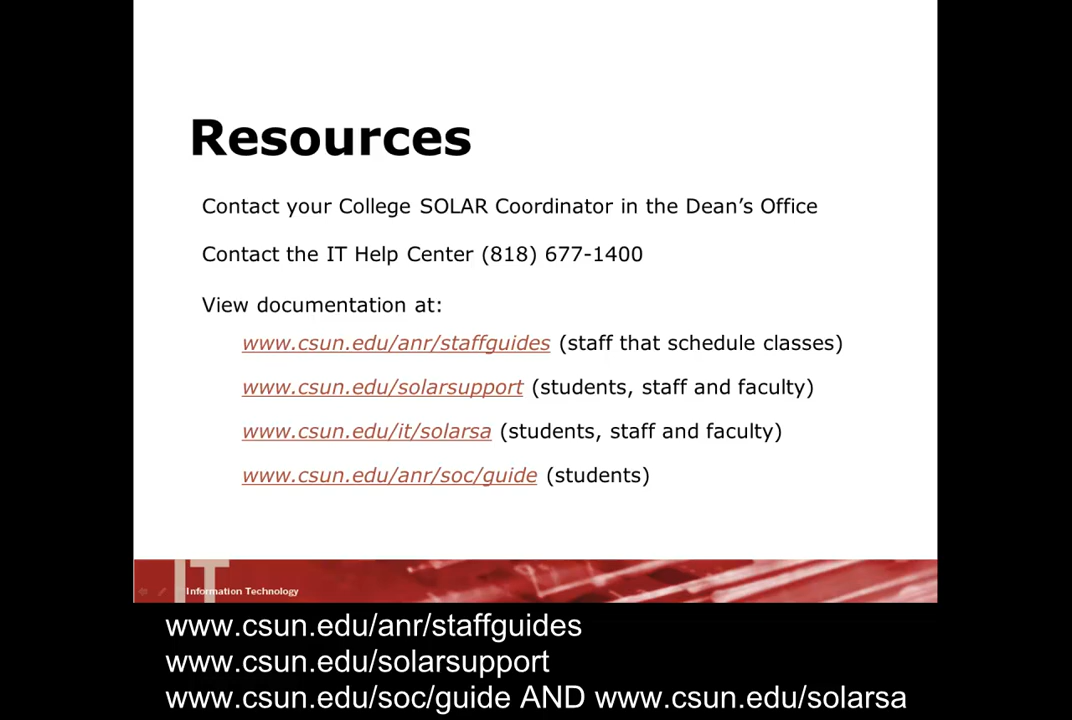 Resources
Contact your College SOLAR Coordinator in the Dean’s Office
Contact the IT Help Center (818) 677-1400
View documentation at:
www.csun.edu/anr/staffguides (staff that schedule classes)
www.csun.edu/solarsupport (students, staff and faculty)
www.csun.edu/it/solarsa (students, staff and faculty)
www.csun.edu/anr/soc/guide (students)
IT
Information Technology
www.csun.edu/anr/staffguides
www.csun.edu/solarsupport
www.csun.edu/soc/guide AND www.csun.edu/solarsa